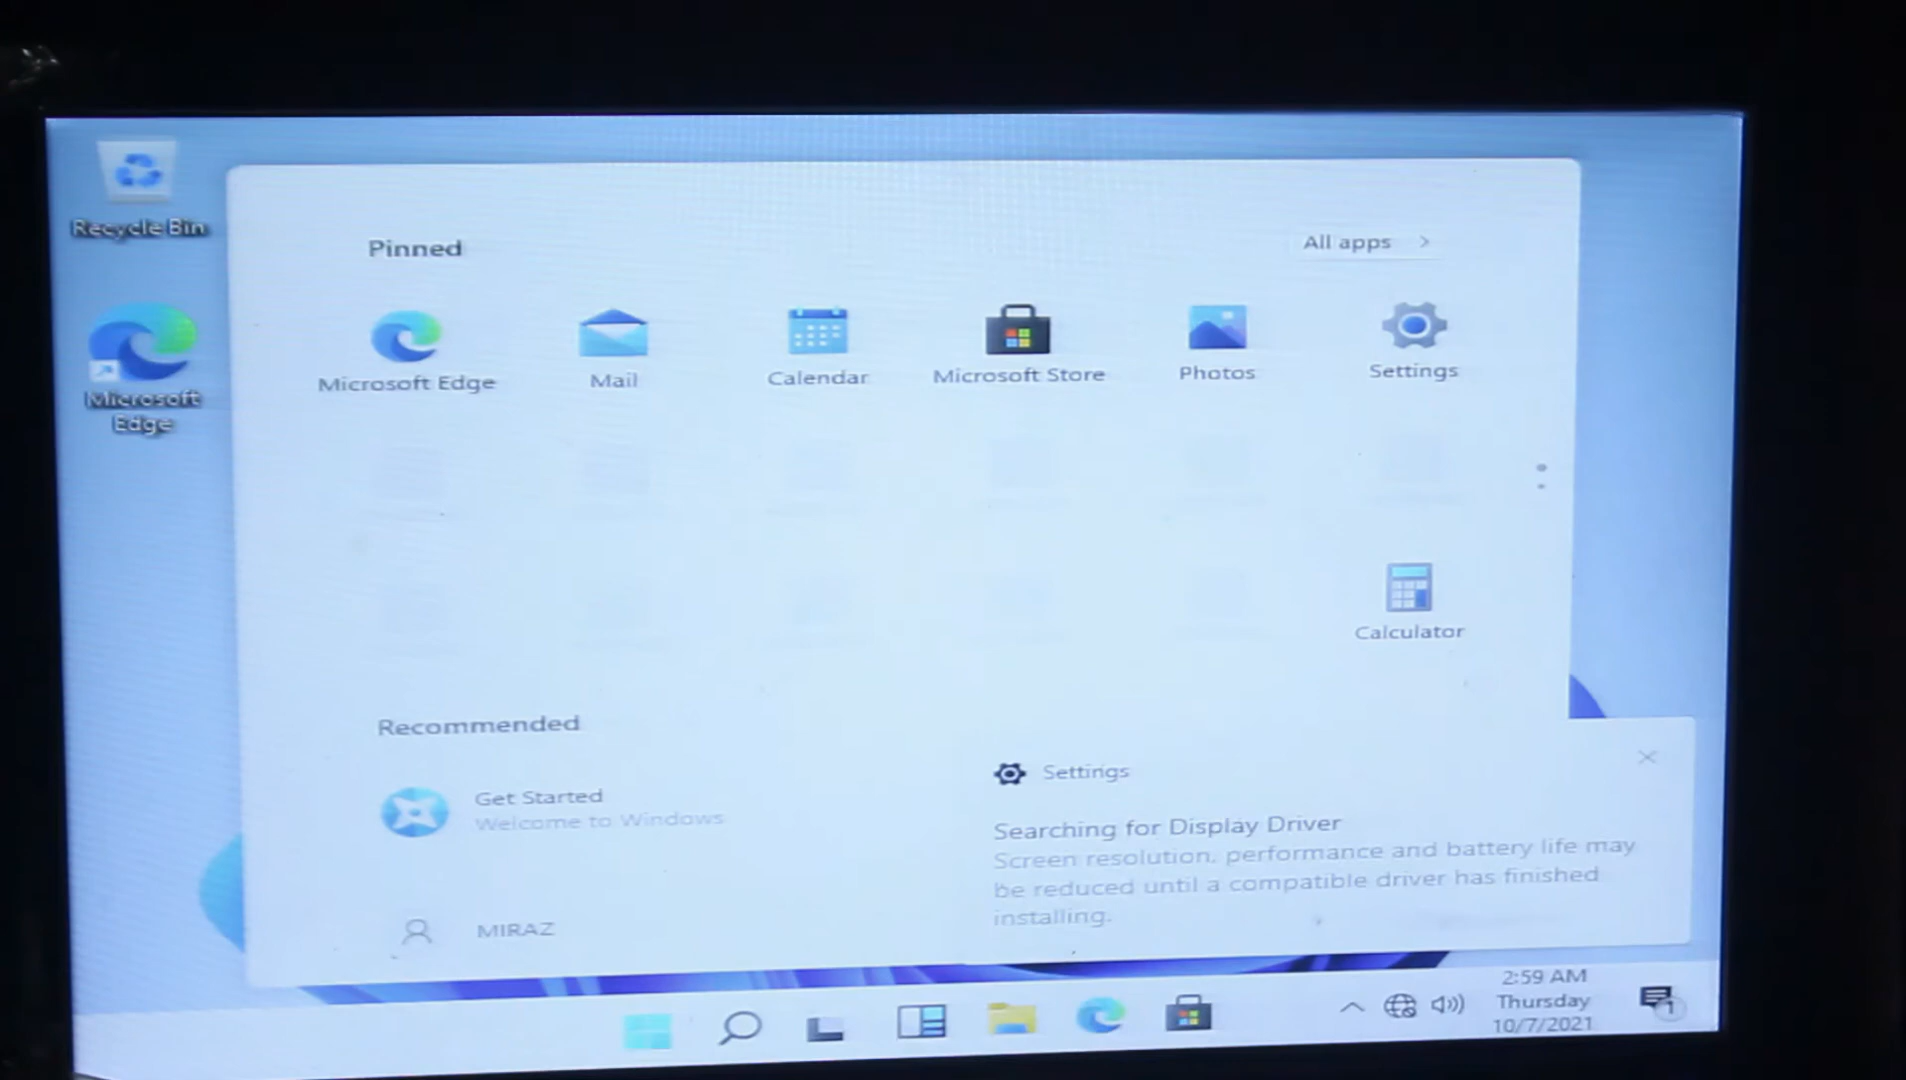 Recycle Bin
Microsoft
Edge
Pinned
All apps
Microsoft Edge
Mail
Calendar
Microsoft Store
Photos
Settings
Calculator
Recommended
Get Started
Welcome to Windows
MIRAZ
Settings
Searching for Display Driver
Screen resolution, performance and battery life may
be reduced until a compatible driver has finished
installing.
2:59 AM
Thursday
10/7/2021
1